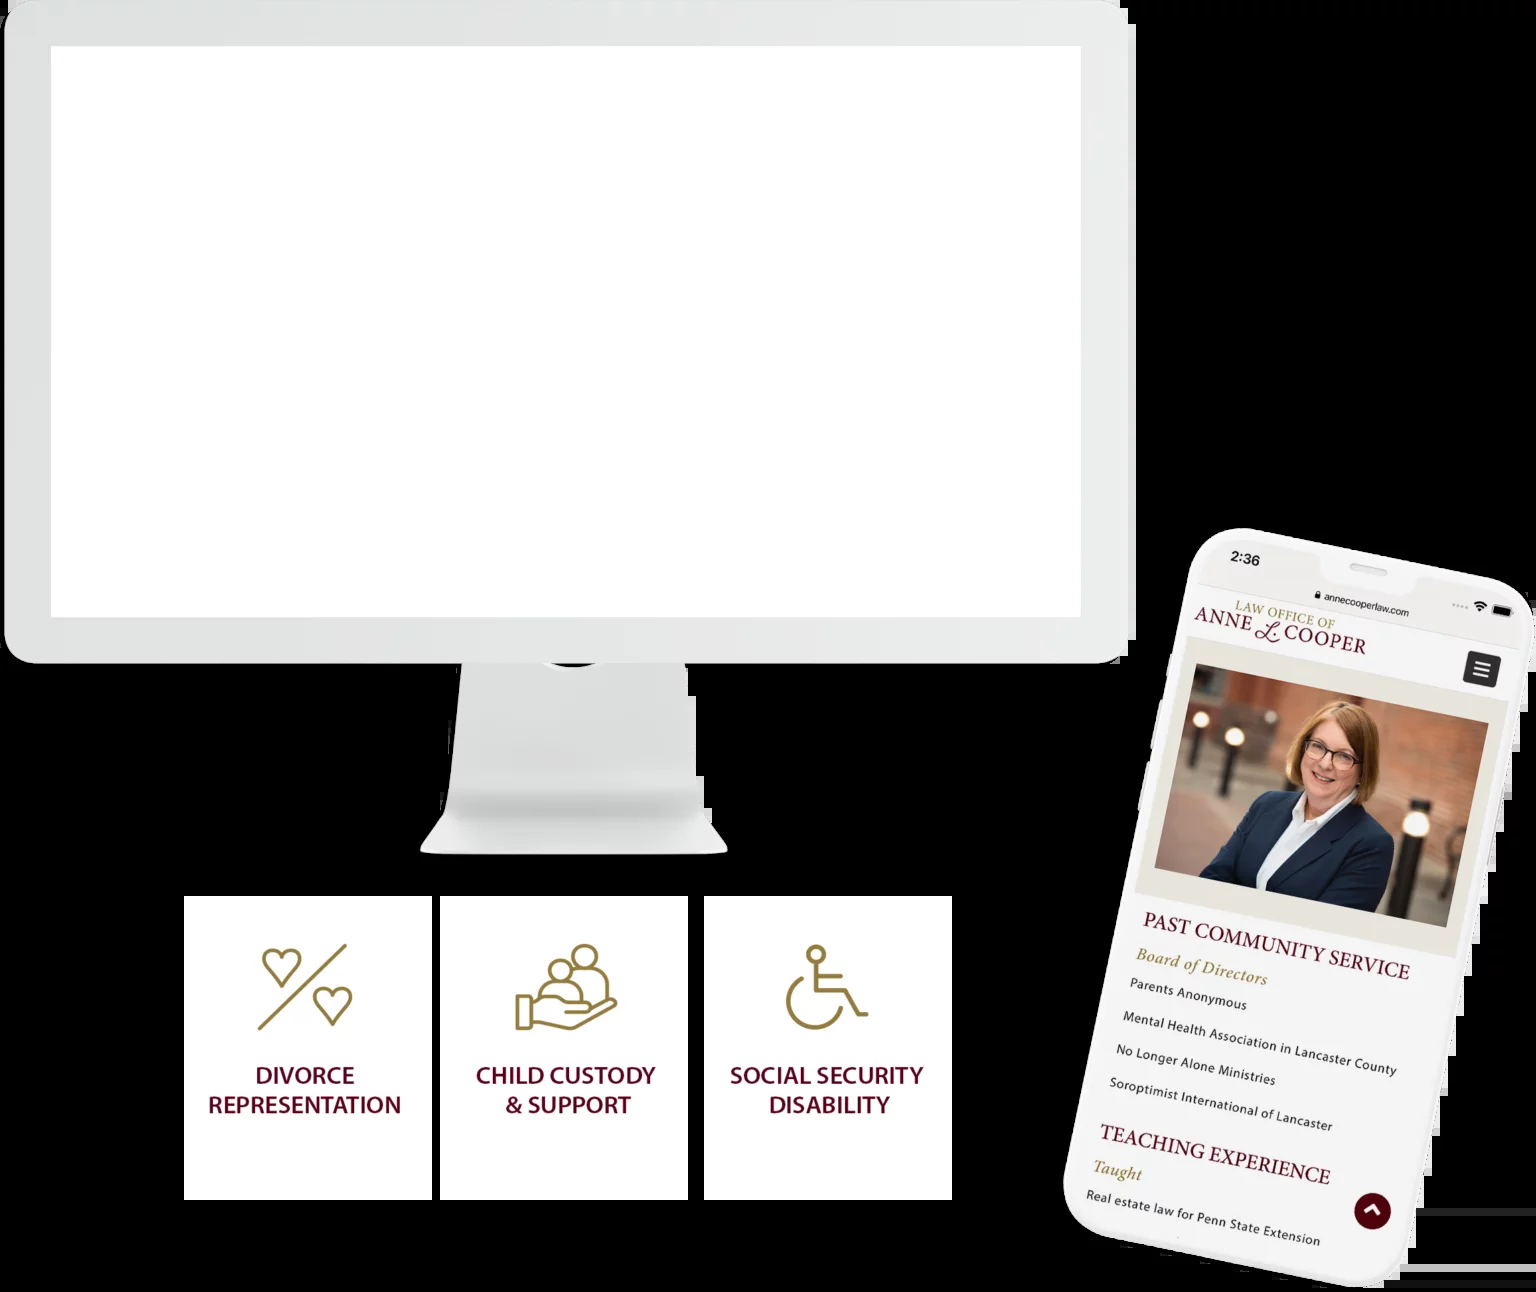 2:36
annecooperlaw.com
LAW OFFICE OF
ANNE L. COOPER
PAST COMMUNITY SERVICE
Board of Directors
Parents Anonymous
Mental Health Association in Lancaster County
No Longer Alone Ministries
Soroptimist International of Lancaster
TEACHING EXPERIENCE
Taught
Real estate law for Penn State Extension
DIVORCE
REPRESENTATION
CHILD CUSTODY
& SUPPORT
SOCIAL SECURITY
DISABILITY